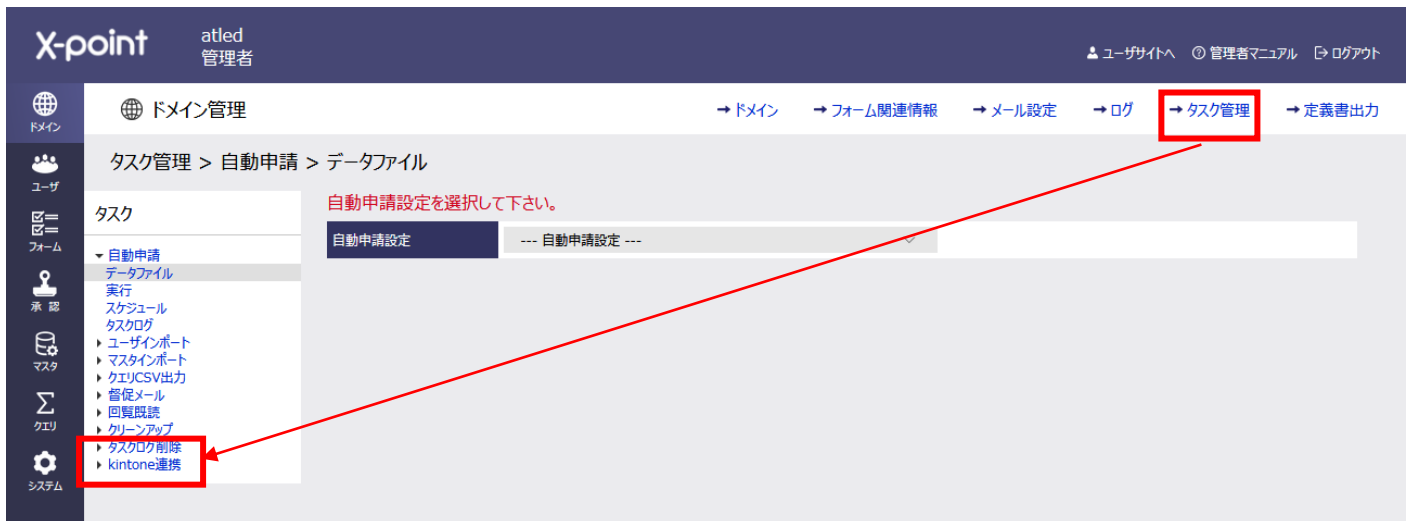 X-point
atled
管理者
ユーザサイトへ
管理者マニュアル
ログアウト
ドメイン
ドメイン管理
→ ドメイン
→ フォーム関連情報
→ メール設定
→ ログ
→ タスク管理
→ 定義書出力
ユーザ
フォーム
承 認
マスタ
クエリ
システム
タスク管理 > 自動申請 > データファイル
タスク
自動申請
データファイル
実行
スケジュール
タスクログ
ユーザインポート
マスタインポート
クエリCSV出力
督促メール
回覧既読
クリーンアップ
タスクログ削除
kintone連携
自動申請設定を選択して下さい。
自動申請設定
--- 自動申請設定 ---